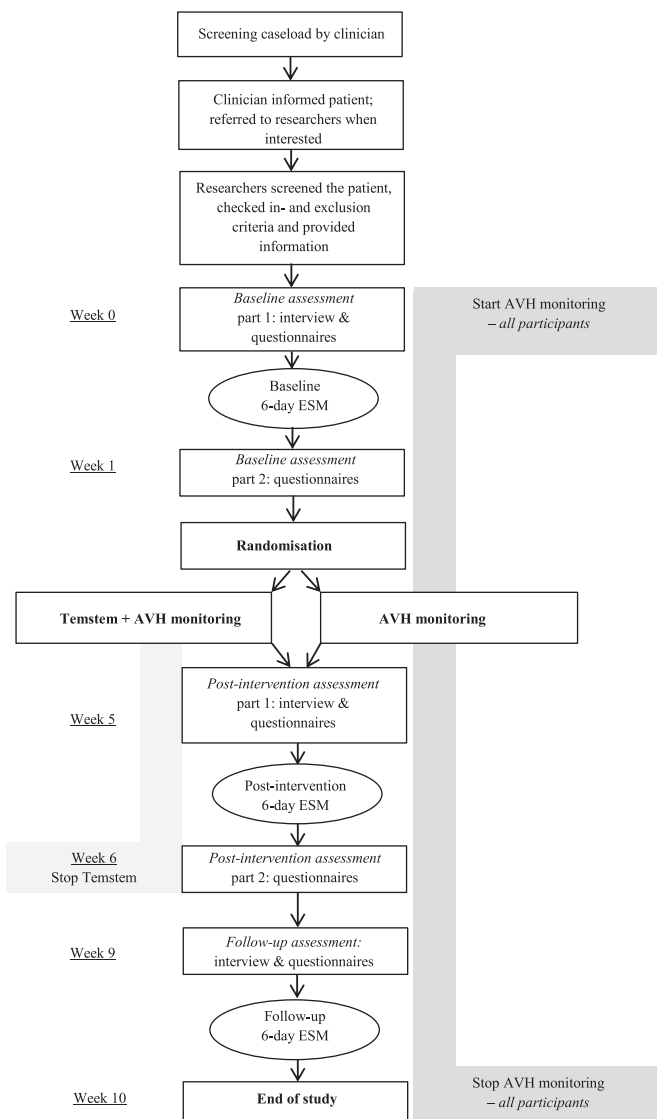 Screening caseload by clinician
Clinician informed patient;
referred to researchers when
interested
Researchers screened the patient,
checked in- and exclusion
criteria and provided
information
Week 0
Baseline assessment
part 1: interview &
questionnaires
Start AVH monitoring
– all participants
Baseline
6-day ESM
Week 1
Baseline assessment
part 2: questionnaires
Randomisation
Temstem + AVH monitoring
AVH monitoring
Week 5
Post-intervention assessment
part 1: interview &
questionnaires
Post-intervention
6-day ESM
Week 6
Stop Temstem
Post-intervention assessment
part 2: questionnaires
Week 9
Follow-up assessment:
interview & questionnaires
Follow-up
6-day ESM
Week 10
End of study
Stop AVH monitoring
– all participants